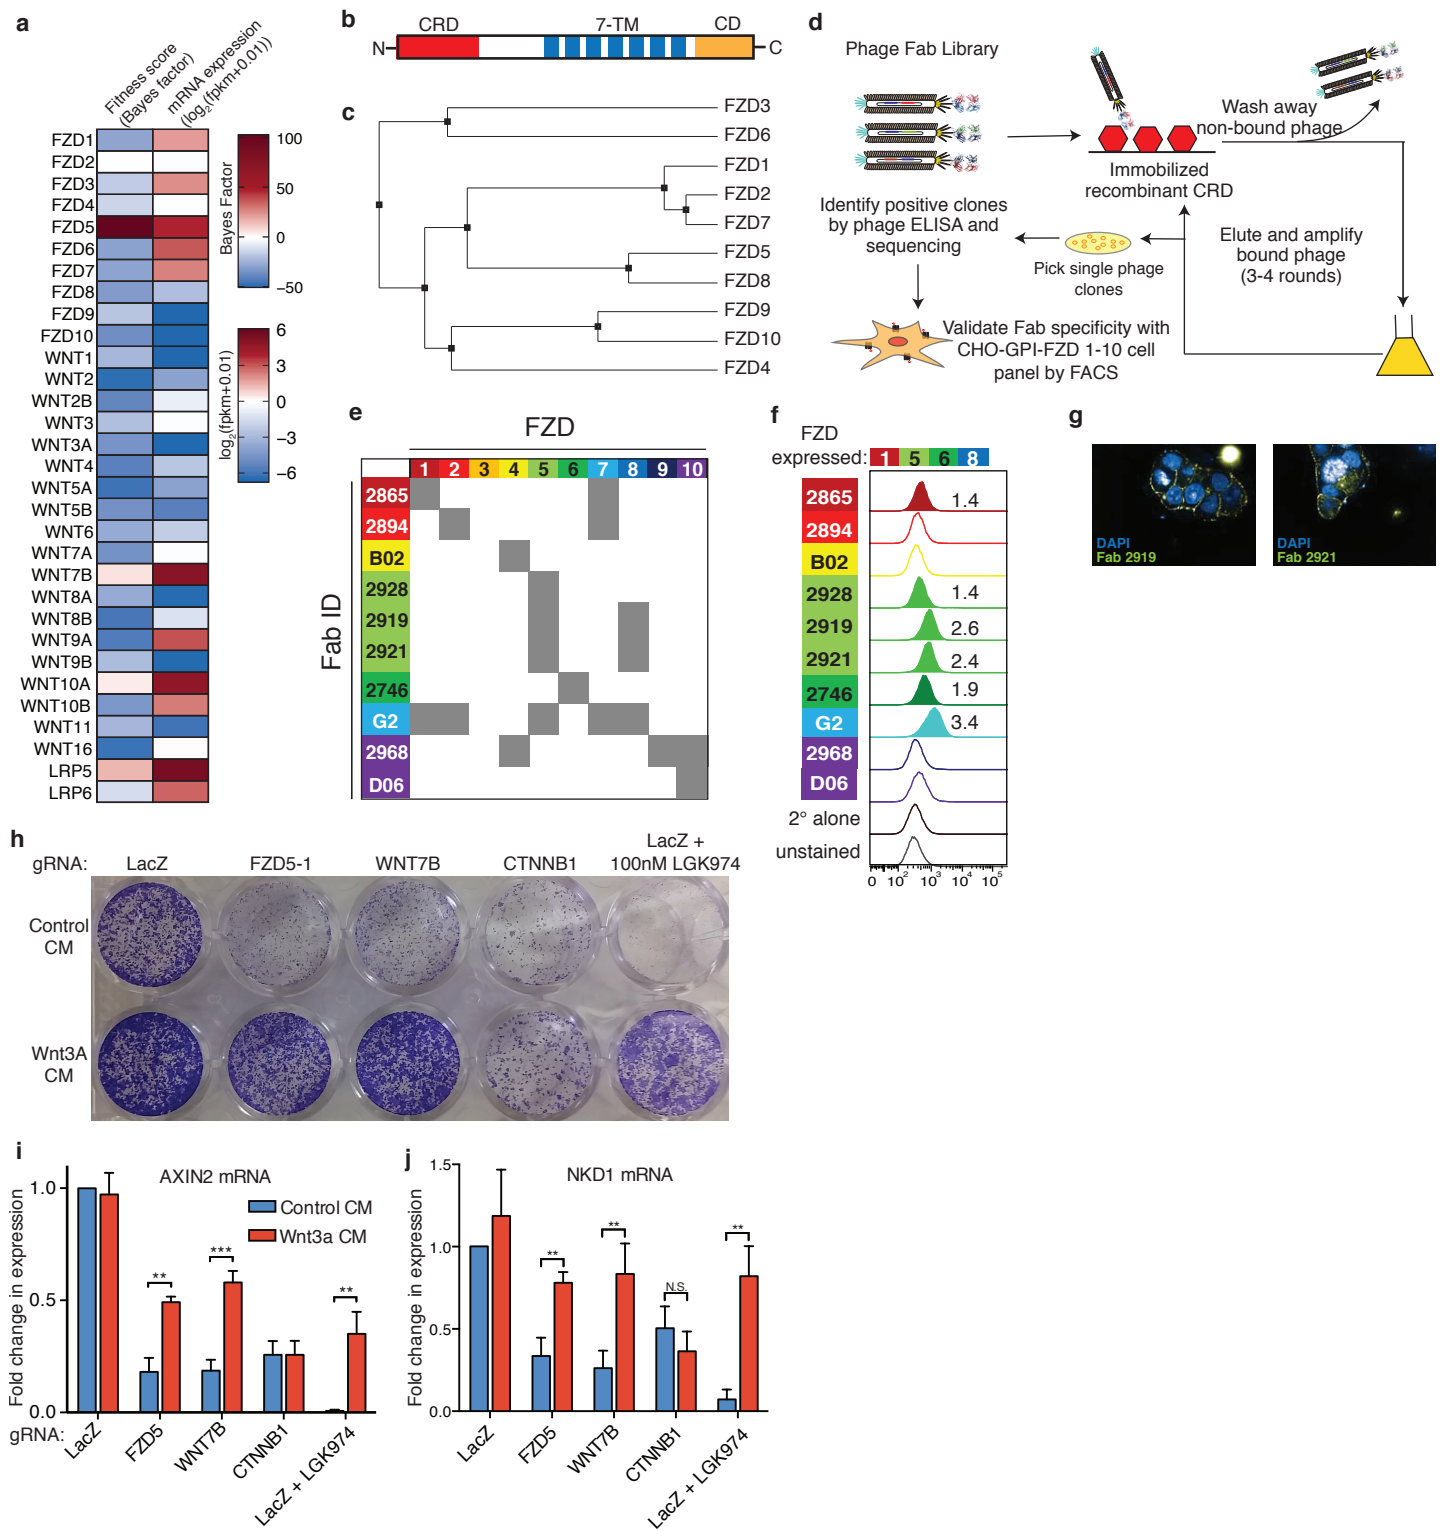 a
Fitness score
(Bayes factor)
mRNA expression
(log2(fpkm+0.01))
FZD1
FZD2
FZD3
FZD4
FZD5
FZD6
FZD7
FZD8
FZD9
FZD10
WNT1
WNT2
WNT2B
WNT3
WNT3A
WNT4
WNT5A
WNT5B
WNT6
WNT7A
WNT7B
WNT8A
WNT8B
WNT9A
WNT9B
WNT10A
WNT10B
WNT11
WNT16
LRP5
LRP6
100
50
0
−50
Bayes Factor
6
3
0
−3
−6
log2(fpkm+0.01)
b
CRD
7-TM
CD
N
C
c
FZD3
FZD6
FZD1
FZD2
FZD7
FZD5
FZD8
FZD9
FZD10
FZD4
d
Phage Fab Library
Wash away
non-bound phage
Immobilized
recombinant CRD
Identify positive clones
by phage ELISA and
sequencing
Pick single phage
clones
Elute and amplify
bound phage
(3-4 rounds)
Validate Fab specificity with
CHO-GPI-FZD 1-10 cell
panel by FACS
e
FZD
1 2 3 4 5 6 7 8 9 10
Fab ID
2865
2894
B02
2928
2919
2921
2746
G2
2968
D06
f
FZD
expressed: 1 5 6 8
2865 1.4
2894
B02
2928 1.4
2919 2.6
2921 2.4
2746 1.9
G2 3.4
2968
D06
2° alone
unstained
0 10² 10³ 10⁴ 10⁵
g
DAPI
Fab 2919
DAPI
Fab 2921
h
gRNA: LacZ FZD5-1 WNT7B CTNNB1 LacZ +
100nM LGK974
Control
CM
Wnt3A
CM
i
AXIN2 mRNA
Control CM
Wnt3a CM
Fold change in expression
1.0
0.5
0.0
** *** **
gRNA:
LacZ
FZD5
WNT7B
CTNNB1
LacZ + LGK974
j
NKD1 mRNA
Fold change in expression
1.5
1.0
0.5
0.0
** ** N.S. **
LacZ
FZD5
WNT7B
CTNNB1
LacZ + LGK974